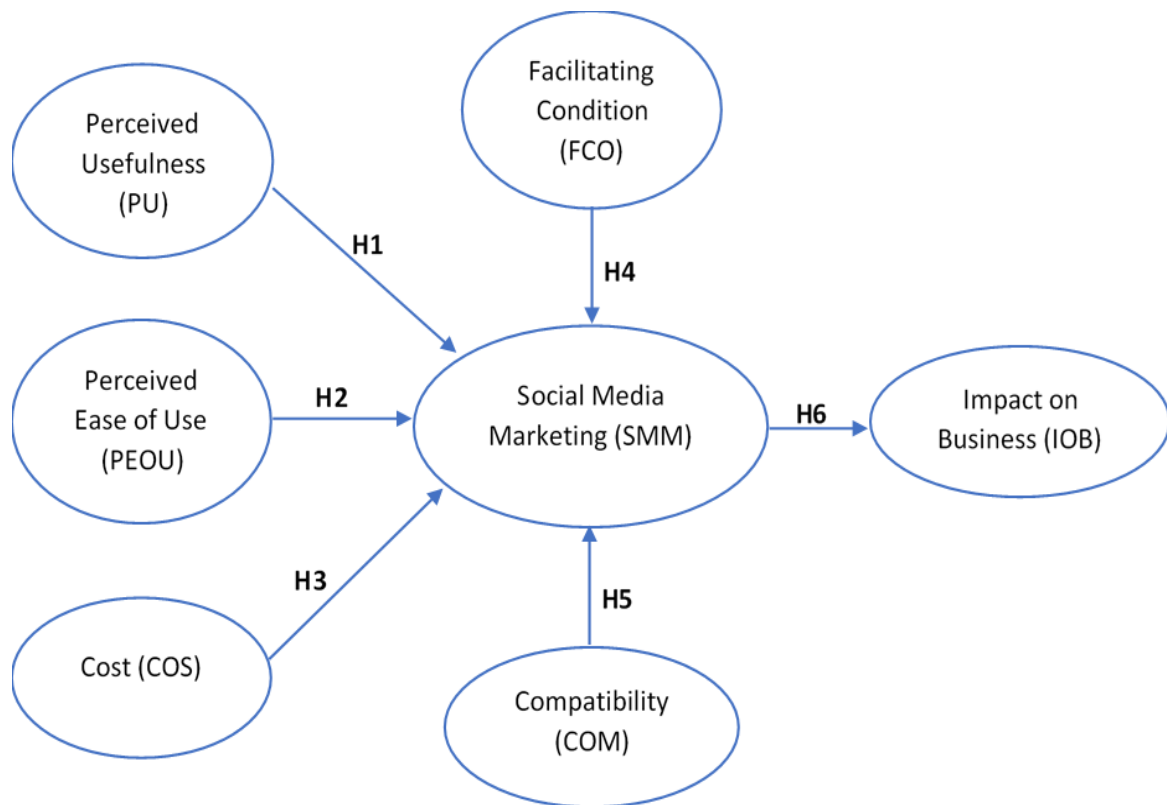 Perceived
Usefulness
(PU)
Facilitating
Condition
(FCO)
H1
H4
Perceived
Ease of Use
(PEOU)
H2
Social Media
Marketing (SMM)
H6
Impact on
Business (IOB)
H3
H5
Cost (COS)
Compatibility
(COM)